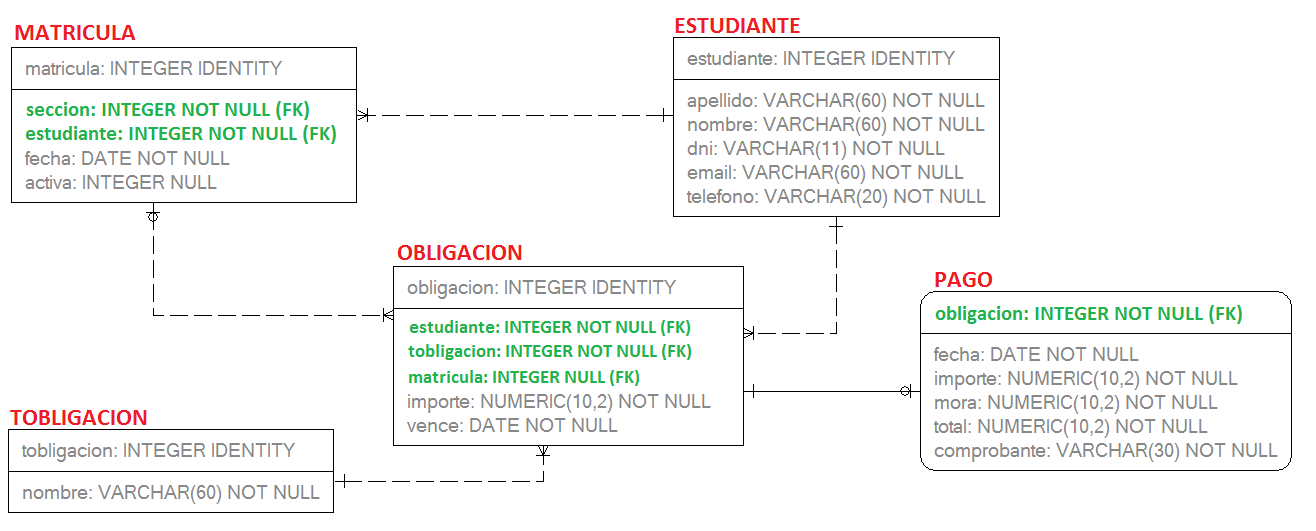 MATRICULA
matricula: INTEGER IDENTITY
seccion: INTEGER NOT NULL (FK)
estudiante: INTEGER NOT NULL (FK)
fecha: DATE NOT NULL
activa: INTEGER NULL
ESTUDIANTE
estudiante: INTEGER IDENTITY
apellido: VARCHAR(60) NOT NULL
nombre: VARCHAR(60) NOT NULL
dni: VARCHAR(11) NOT NULL
email: VARCHAR(60) NOT NULL
telefono: VARCHAR(20) NOT NULL
OBLIGACION
obligacion: INTEGER IDENTITY
estudiante: INTEGER NOT NULL (FK)
tobligacion: INTEGER NOT NULL (FK)
matricula: INTEGER NULL (FK)
importe: NUMERIC(10,2) NOT NULL
vence: DATE NOT NULL
PAGO
obligacion: INTEGER NOT NULL (FK)
fecha: DATE NOT NULL
importe: NUMERIC(10,2) NOT NULL
mora: NUMERIC(10,2) NOT NULL
total: NUMERIC(10,2) NOT NULL
comprobante: VARCHAR(30) NOT NULL
TOBLIGACION
tobligacion: INTEGER IDENTITY
nombre: VARCHAR(60) NOT NULL